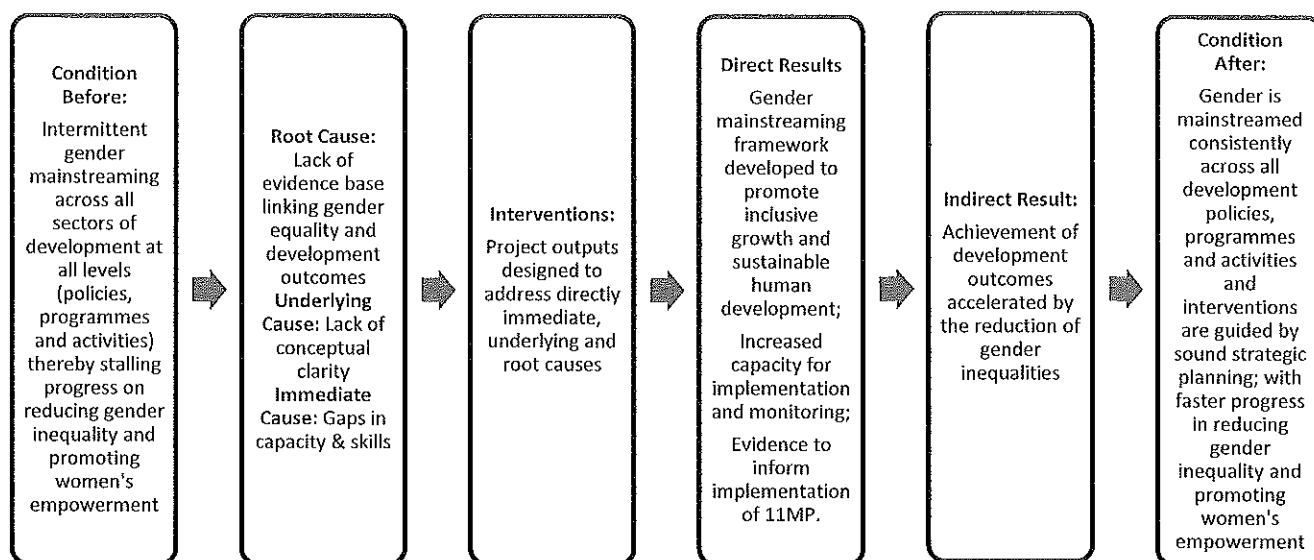 Condition
Before:
Intermittent
gender
mainstreaming
across all
sectors of
development at
all levels
(policies,
programmes
and activities)
thereby stalling
progress on
reducing gender
inequality and
promoting
women's
empowerment
Root Cause:
Lack of
evidence base
linking gender
equality and
development
outcomes
Underlying
Cause: Lack of
conceptual
clarity
Immediate
Cause: Gaps in
capacity & skills
Interventions:
Project outputs
designed to
address directly
immediate,
underlying and
root causes
Direct Results
Gender
mainstreaming
framework
developed to
promote
inclusive
growth and
sustainable
human
development;
Increased
capacity for
implementation
and monitoring;
Evidence to
inform
implementation
of 11MP.
Indirect Result:
Achievement of
development
outcomes
accelerated by
the reduction of
gender
inequalities
Condition
After:
Gender is
mainstreamed
consistently
across all
development
policies,
programmes
and activities
and
interventions
are guided by
sound strategic
planning; with
faster progress
in reducing
gender
inequality and
promoting
women's
empowerment